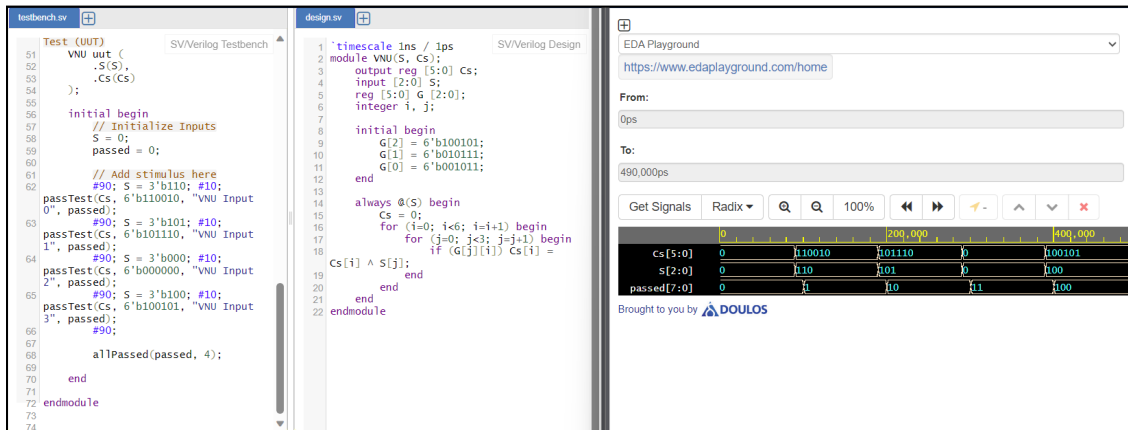 testbench.sv
SV/Verilog Testbench
Test (UUT)
51 VNU uut (
52 .S(S),
53 .Cs(Cs)
54 );
55
56 initial begin
57 // Initialize Inputs
58 S = 0;
59 passed = 0;
60
61 // Add stimulus here
62 #90; S = 3'b110; #10;
passTest(Cs, 6'b110010, "VNU Input
0", passed);
63 #90; S = 3'b101; #10;
passTest(Cs, 6'b101110, "VNU Input
1", passed);
64 #90; S = 3'b000; #10;
passTest(Cs, 6'b000000, "VNU Input
2", passed);
65 #90; S = 3'b100; #10;
passTest(Cs, 6'b100101, "VNU Input
3", passed);
66 #90;
67
68 allPassed(passed, 4);
69
70 end
71
72 endmodule
73
74
design.sv
SV/Verilog Design
1 `timescale 1ns / 1ps
2 module VNU(S, Cs);
3 output reg [5:0] Cs;
4 input [2:0] S;
5 reg [5:0] G [2:0];
6 integer i, j;
7
8 initial begin
9 G[2] = 6'b100101;
10 G[1] = 6'b010111;
11 G[0] = 6'b001011;
12 end
13
14 always @(S) begin
15 Cs = 0;
16 for (i=0; i<6; i=i+1) begin
17 for (j=0; j<3; j=j+1) begin
18 if (G[j][i]) Cs[i] =
Cs[i] ^ S[j];
19 end
20 end
21 end
22 endmodule
EDA Playground
https://www.edaplayground.com/home
From:
0ps
To:
490,000ps
Get Signals Radix 100%
0 200,000 400,000
Cs[5:0] 0 110010 101110 0 100101
S[2:0] 0 110 101 0 100
passed[7:0] 0 1 10 11 100
Brought to you by DOULOS